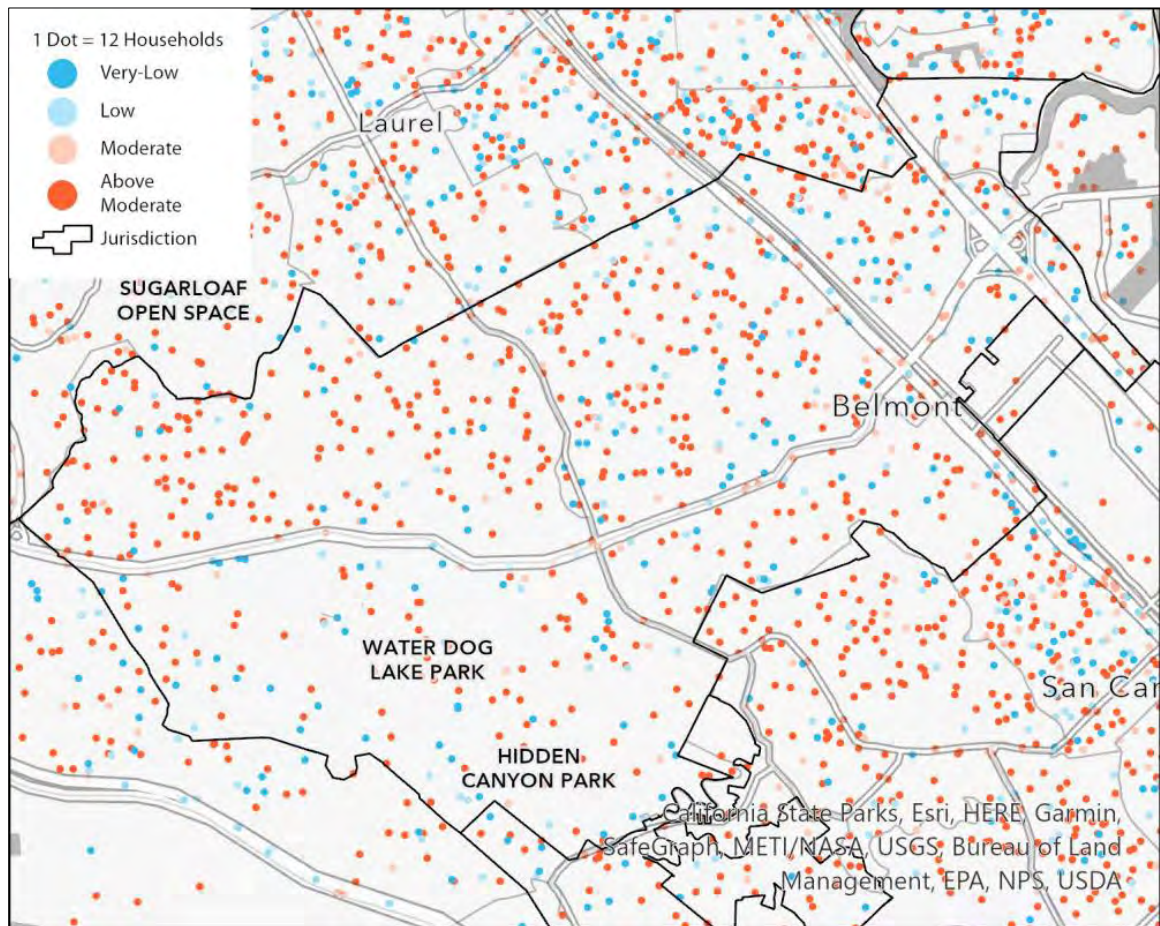 1 Dot = 12 Households
Very-Low
Low
Moderate
Above
Moderate
Jurisdiction
Laurel
SUGARLOAF
OPEN SPACE
Belmont
WATER DOG
LAKE PARK
San Car
HIDDEN
CANYON PARK
California State Parks, Esri, HERE, Garmin,
SafeGraph, METI/NASA, USGS, Bureau of Land
Management, EPA, NPS, USDA